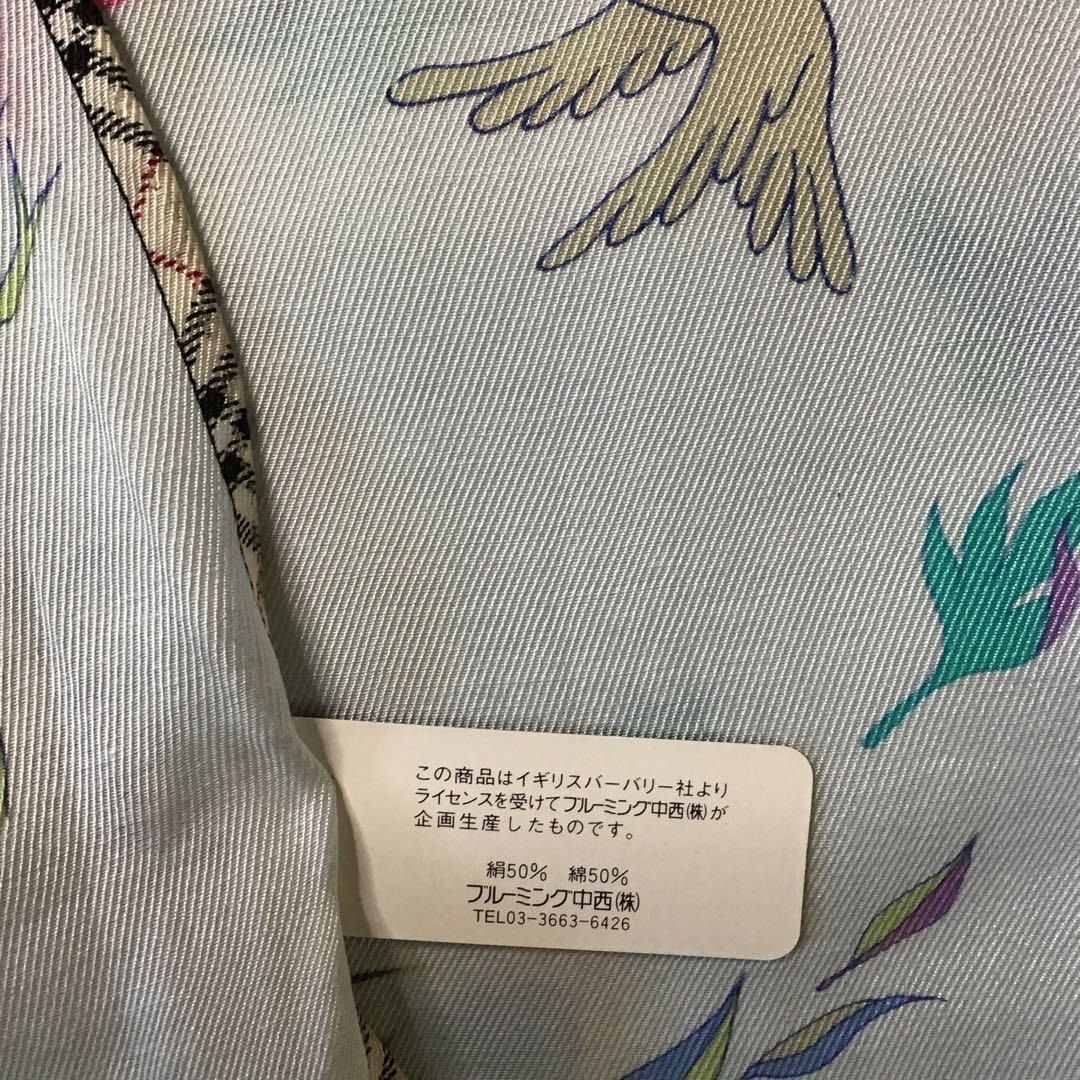 この商品はイギリスバーバリー社より
ライセンスを受けてブルーミング中西(株)が
企画生産したものです。
絹50% 綿50%
ブルーミング中西(株)
TEL03-3663-6426